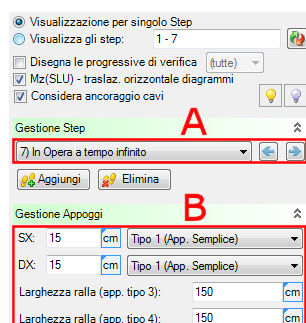 Visualizzazione per singolo Step
Visualizza gli step: 1 - 7
Disegna le progressive di verifica (tutte)
Mz(SLU) - traslaz. orizzontale diagrammi
Considera ancoraggio cavi
A
Gestione Step
7) In Opera a tempo infinito
Aggiungi Elimina
B
Gestione Appoggi
SX: 15 cm Tipo 1 (App. Semplice)
DX: 15 cm Tipo 1 (App. Semplice)
Larghezza ralla (app. tipo 3): 150 cm
Larghezza ralla (app. tipo 4): 150 cm